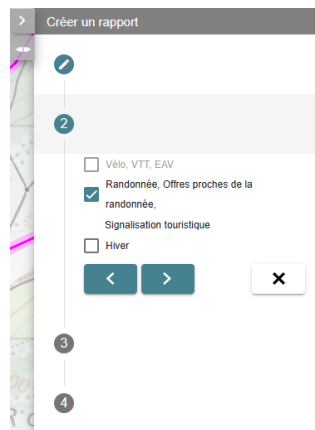 Créer un rapport
2
Vélo, VTT, EAV
Randonnée, Offres proches de la
randonnée,
Signalisation touristique
Hiver
3
4